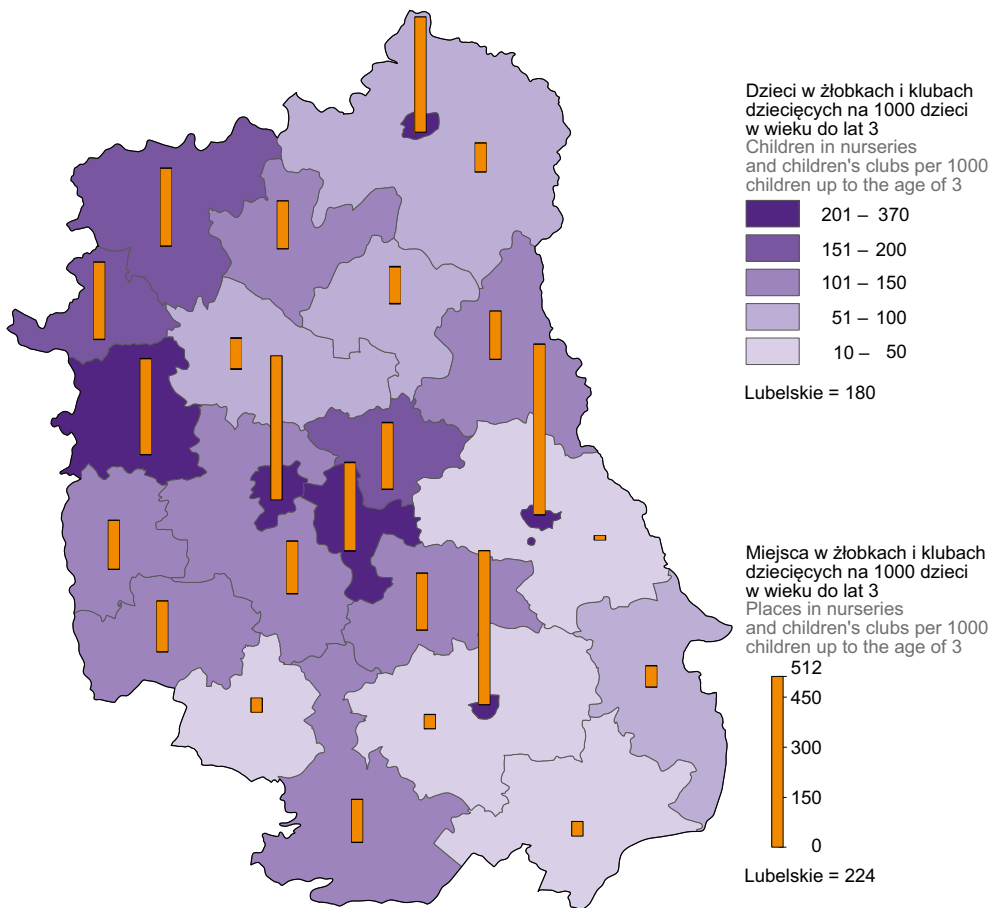 Dzieci w żłobkach i klubach
dziecięcych na 1000 dzieci
w wieku do lat 3
Children in nurseries
and children's clubs per 1000
children up to the age of 3
201 – 370
151 – 200
101 – 150
51 – 100
10 – 50
Lubelskie = 180
Miejsca w żłobkach i klubach
dziecięcych na 1000 dzieci
w wieku do lat 3
Places in nurseries
and children's clubs per 1000
children up to the age of 3
512
450
300
150
0
Lubelskie = 224